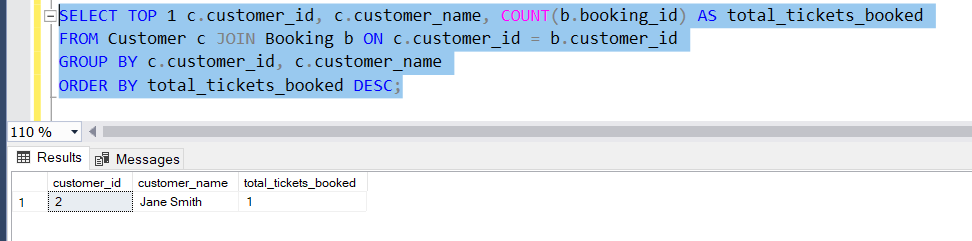 SELECT TOP 1 c.customer_id, c.customer_name, COUNT(b.booking_id) AS total_tickets_booked
FROM Customer c JOIN Booking b ON c.customer_id = b.customer_id
GROUP BY c.customer_id, c.customer_name
ORDER BY total_tickets_booked DESC;
110 %
Results Messages
customer_id customer_name total_tickets_booked
1 2 Jane Smith 1